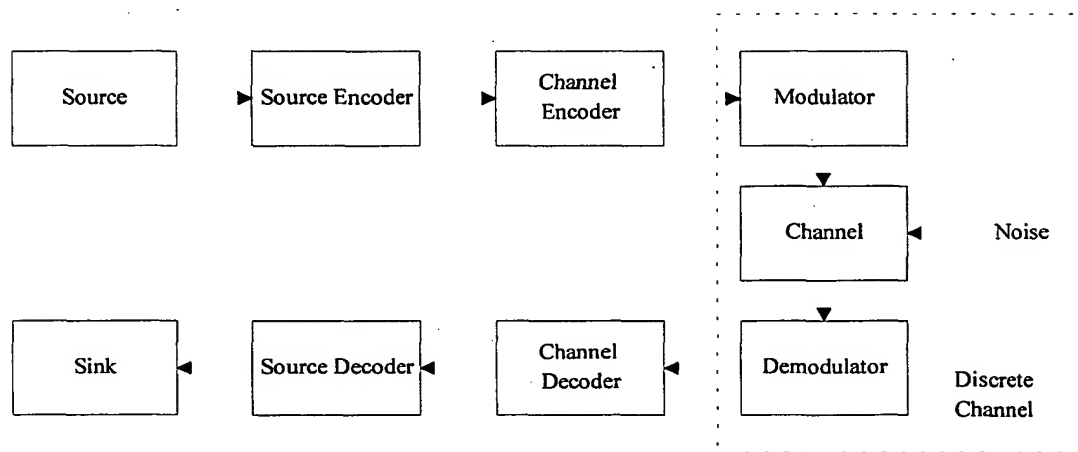 Source
Source Encoder
Channel
Encoder
Modulator
Channel
Noise
Sink
Source Decoder
Channel
Decoder
Demodulator
Discrete
Channel